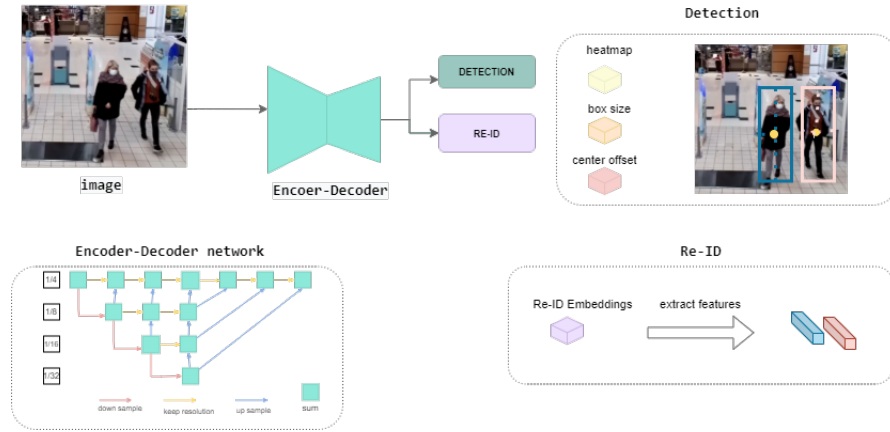 Detection
heatmap
box size
center offset
DETECTION
RE-ID
image
Encoer-Decoder
Encoder-Decoder network
1/4
1/8
1/16
1/32
down sample
keep resolution
up sample
sum
Re-ID
Re-ID Embeddings
extract features